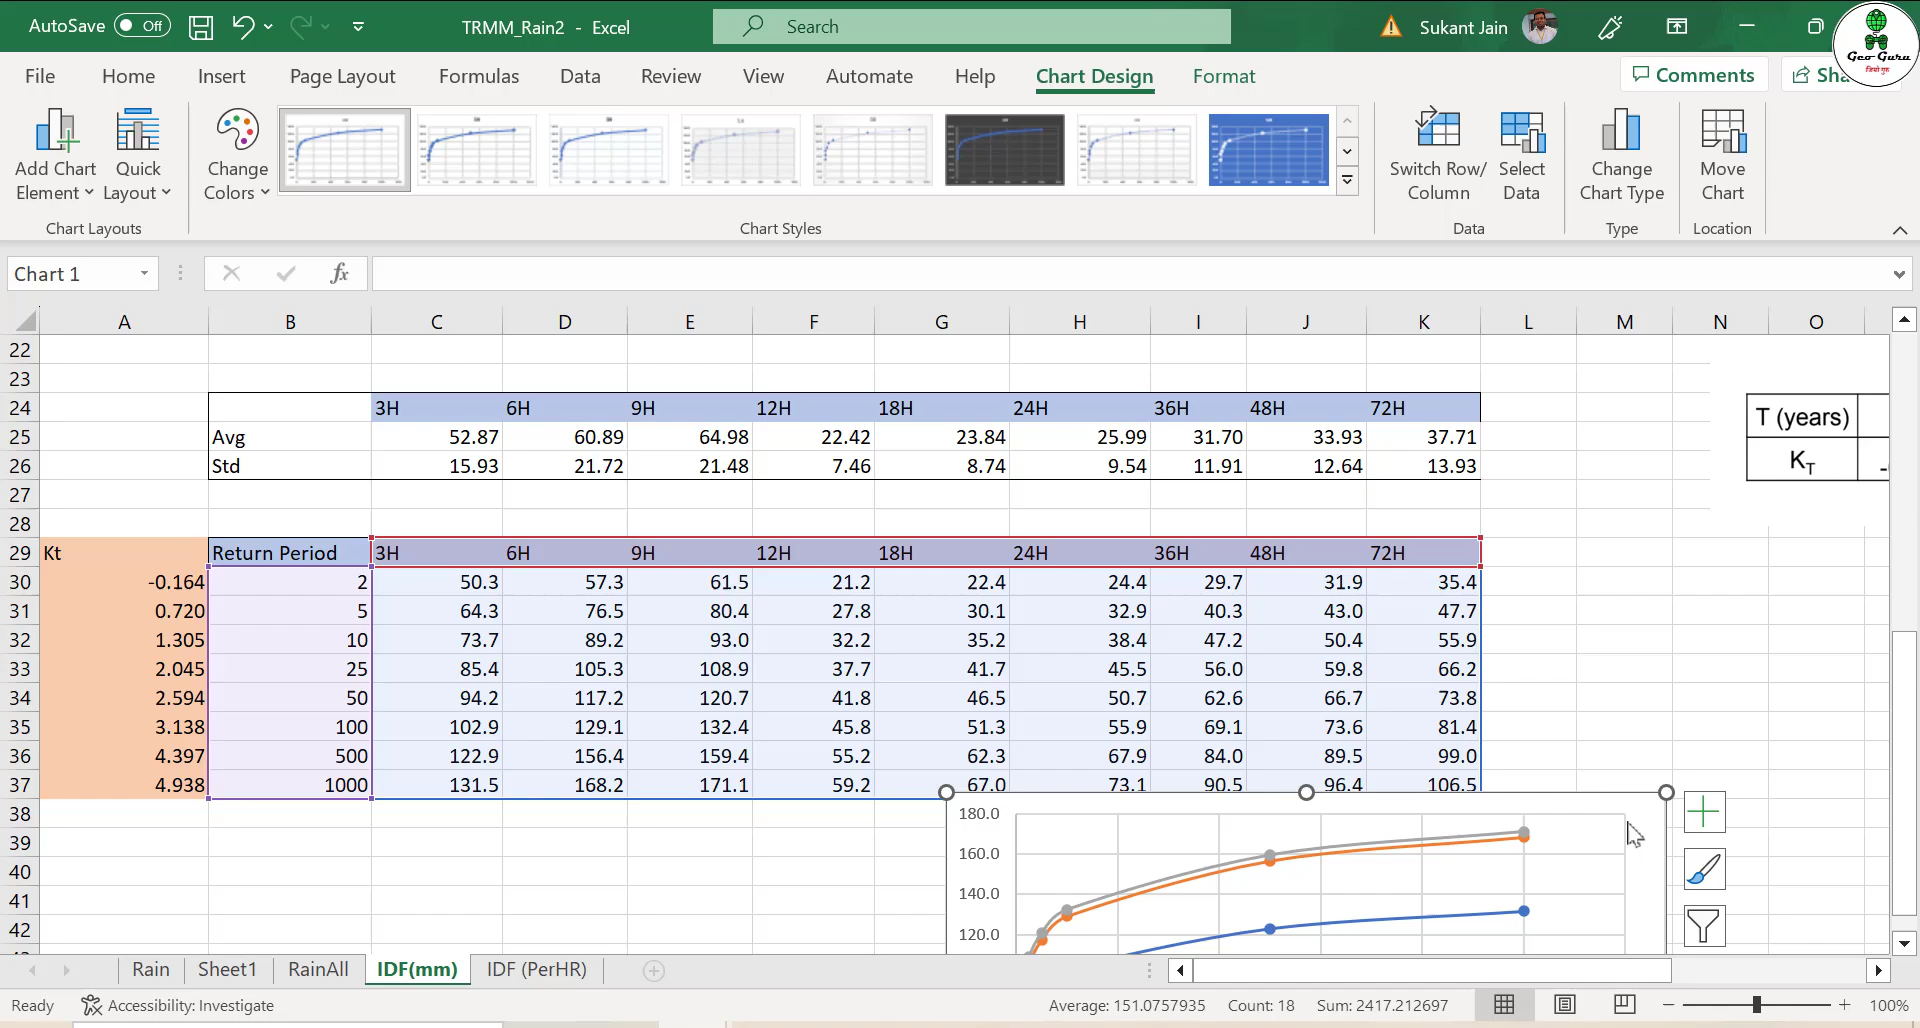 AutoSave Off TRMM_Rain2 - Excel Search Sukant Jain
Geo-Guru
File Home Insert Page Layout Formulas Data Review View Automate Help Chart Design Format Comments Sha
Add Chart Element Quick Layout Change Colors Switch Row/ Column Select Data Change Chart Type Move Chart
Chart Layouts Chart Styles Data Type Location
Chart 1 fx
A B C D E F G H I J K L M N O
22
23
24 3H 6H 9H 12H 18H 24H 36H 48H 72H T (years)
25 Avg 52.87 60.89 64.98 22.42 23.84 25.99 31.70 33.93 37.71
26 Std 15.93 21.72 21.48 7.46 8.74 9.54 11.91 12.64 13.93 KT -
27
28
29 Kt Return Period 3H 6H 9H 12H 18H 24H 36H 48H 72H
30 -0.164 2 50.3 57.3 61.5 21.2 22.4 24.4 29.7 31.9 35.4
31 0.720 5 64.3 76.5 80.4 27.8 30.1 32.9 40.3 43.0 47.7
32 1.305 10 73.7 89.2 93.0 32.2 35.2 38.4 47.2 50.4 55.9
33 2.045 25 85.4 105.3 108.9 37.7 41.7 45.5 56.0 59.8 66.2
34 2.594 50 94.2 117.2 120.7 41.8 46.5 50.7 62.6 66.7 73.8
35 3.138 100 102.9 129.1 132.4 45.8 51.3 55.9 69.1 73.6 81.4
36 4.397 500 122.9 156.4 159.4 55.2 62.3 67.9 84.0 89.5 99.0
37 4.938 1000 131.5 168.2 171.1 59.2 67.0 73.1 90.5 96.4 106.5
38 180.0
39 160.0
40
41 140.0
42 120.0
Rain Sheet1 RainAll IDF(mm) IDF (PerHR)
Ready Accessibility: Investigate Average: 151.0757935 Count: 18 Sum: 2417.212697 100%